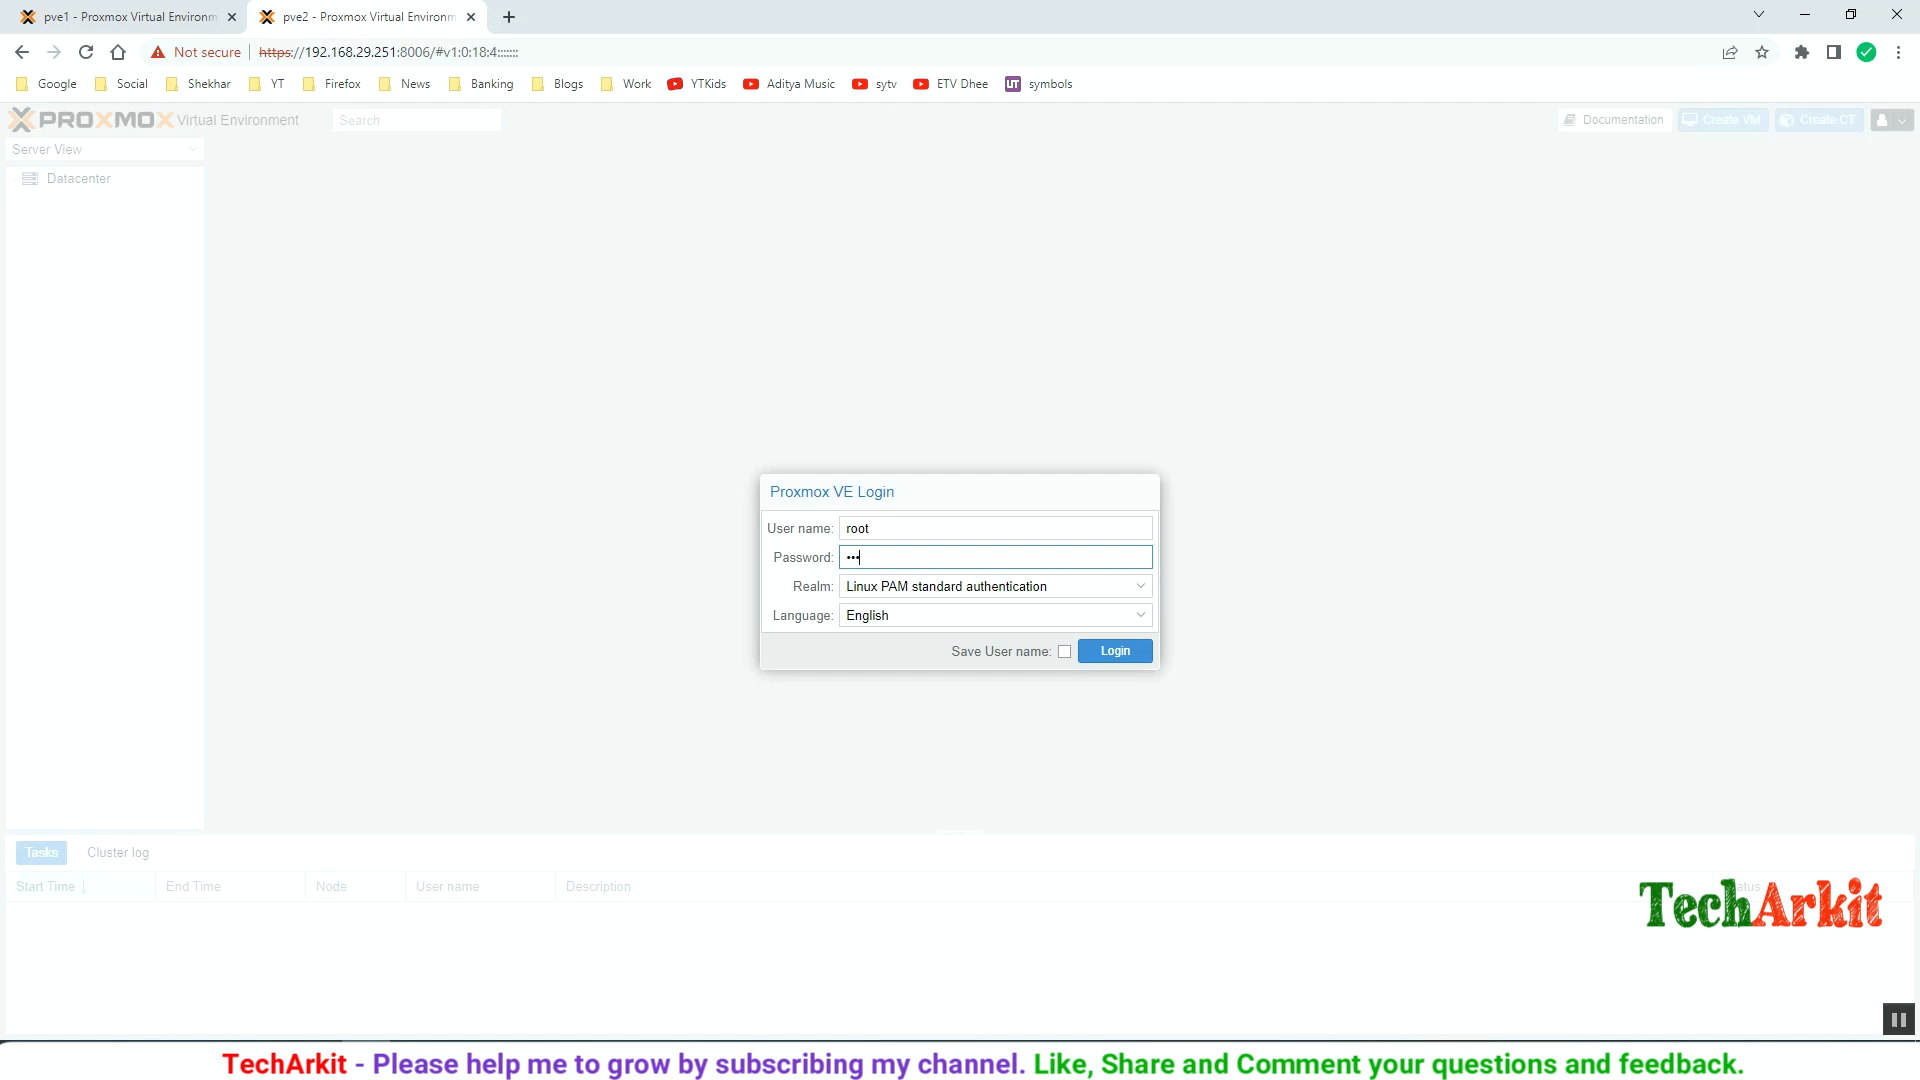 pve1 - Proxmox Virtual Environm
pve2 - Proxmox Virtual Environm
Not secure
https://192.168.29.251:8006/#v1:0:18:4:::::::
Google Social Shekhar YT Firefox News Banking Blogs Work YTKids Aditya Music sytv ETV Dhee UT symbols
PROXMOX Virtual Environment Search Documentation Create VM Create CT
Server View
Datacenter
Proxmox VE Login
User name: root
Password: •••
Realm: Linux PAM standard authentication
Language: English
Save User name: Login
Tasks Cluster log
Start Time End Time Node User name Description
TechArkit
TechArkit - Please help me to grow by subscribing my channel. Like, Share and Comment your questions and feedback.